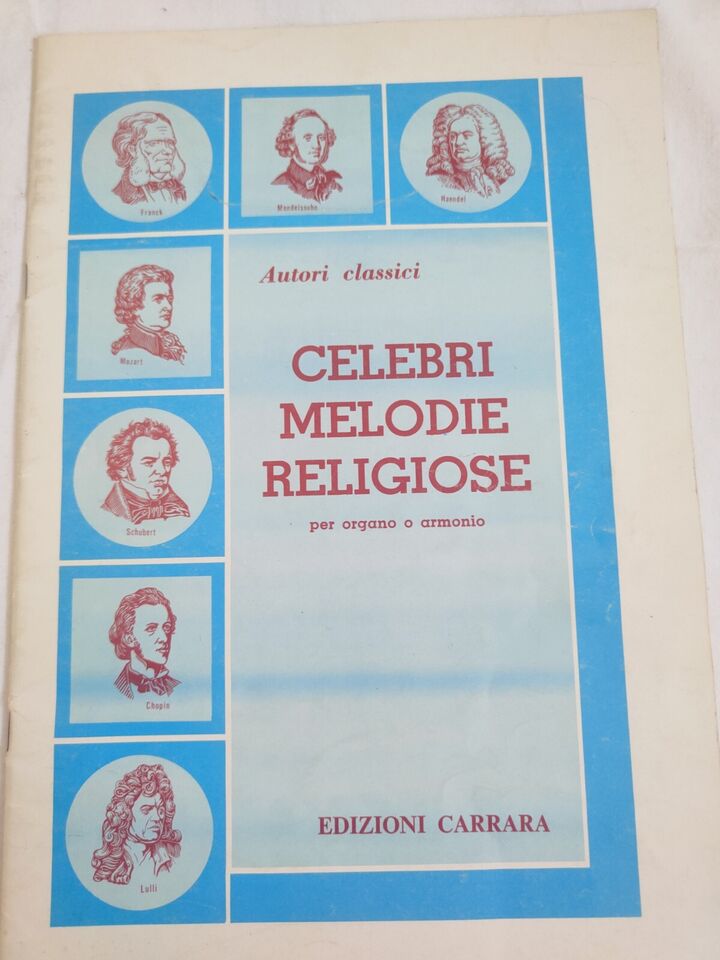 Franck
Mendelssohn
Haendel
Autori classici
Mozart
CELEBRI
MELODIE
RELIGIOSE
per organo o armonio
Schubert
Chopin
EDIZIONI CARRARA
Lulli